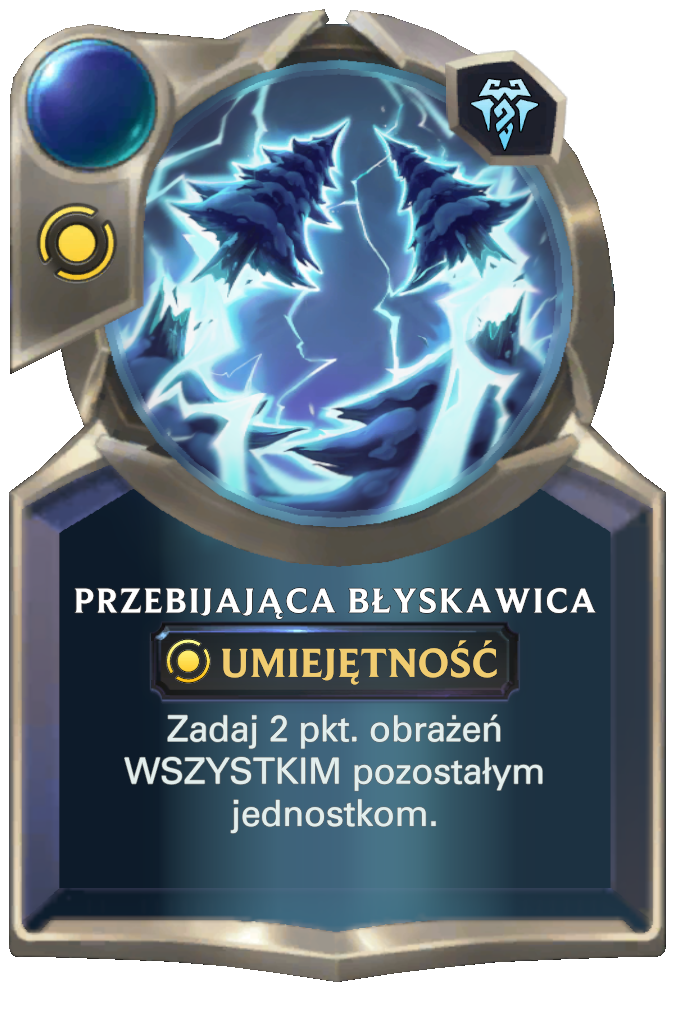 PRZEBIJAJĄCA BŁYSKAWICA
UMIEJĘTNOŚĆ
Zadaj 2 pkt. obrażeń
WSZYSTKIM pozostałym
jednostkom.